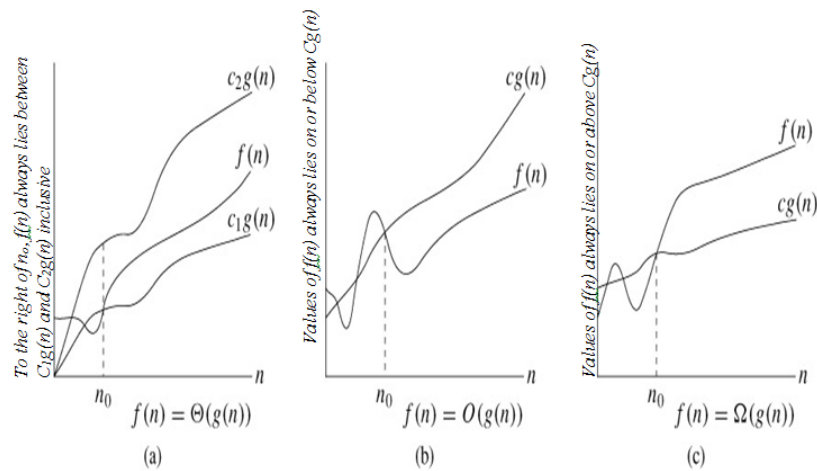 To the right of n₀, f(n) always lies between
C₁g(n) and C₂g(n) inclusive
c₂g(n)
f(n)
c₁g(n)
n
n₀
f(n) = Θ(g(n))
(a)
Values of f(n) always lies on or below Cg(n)
cg(n)
f(n)
n
n₀
f(n) = O(g(n))
(b)
Values of f(n) always lies on or above Cg(n)
f(n)
cg(n)
n
n₀
f(n) = Ω(g(n))
(c)